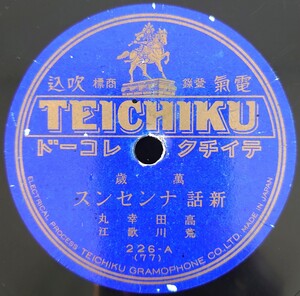 電氣 登錄 商標 吹込
TEICHIKU
テイチク レコード
萬歳
新話 ナンセンス
高田幸丸
荒川歌江
226-A
(77)
ELECTRICAL PROCESS TEICHIKU GRAMOPHONE CO., LTD. MADE IN JAPAN